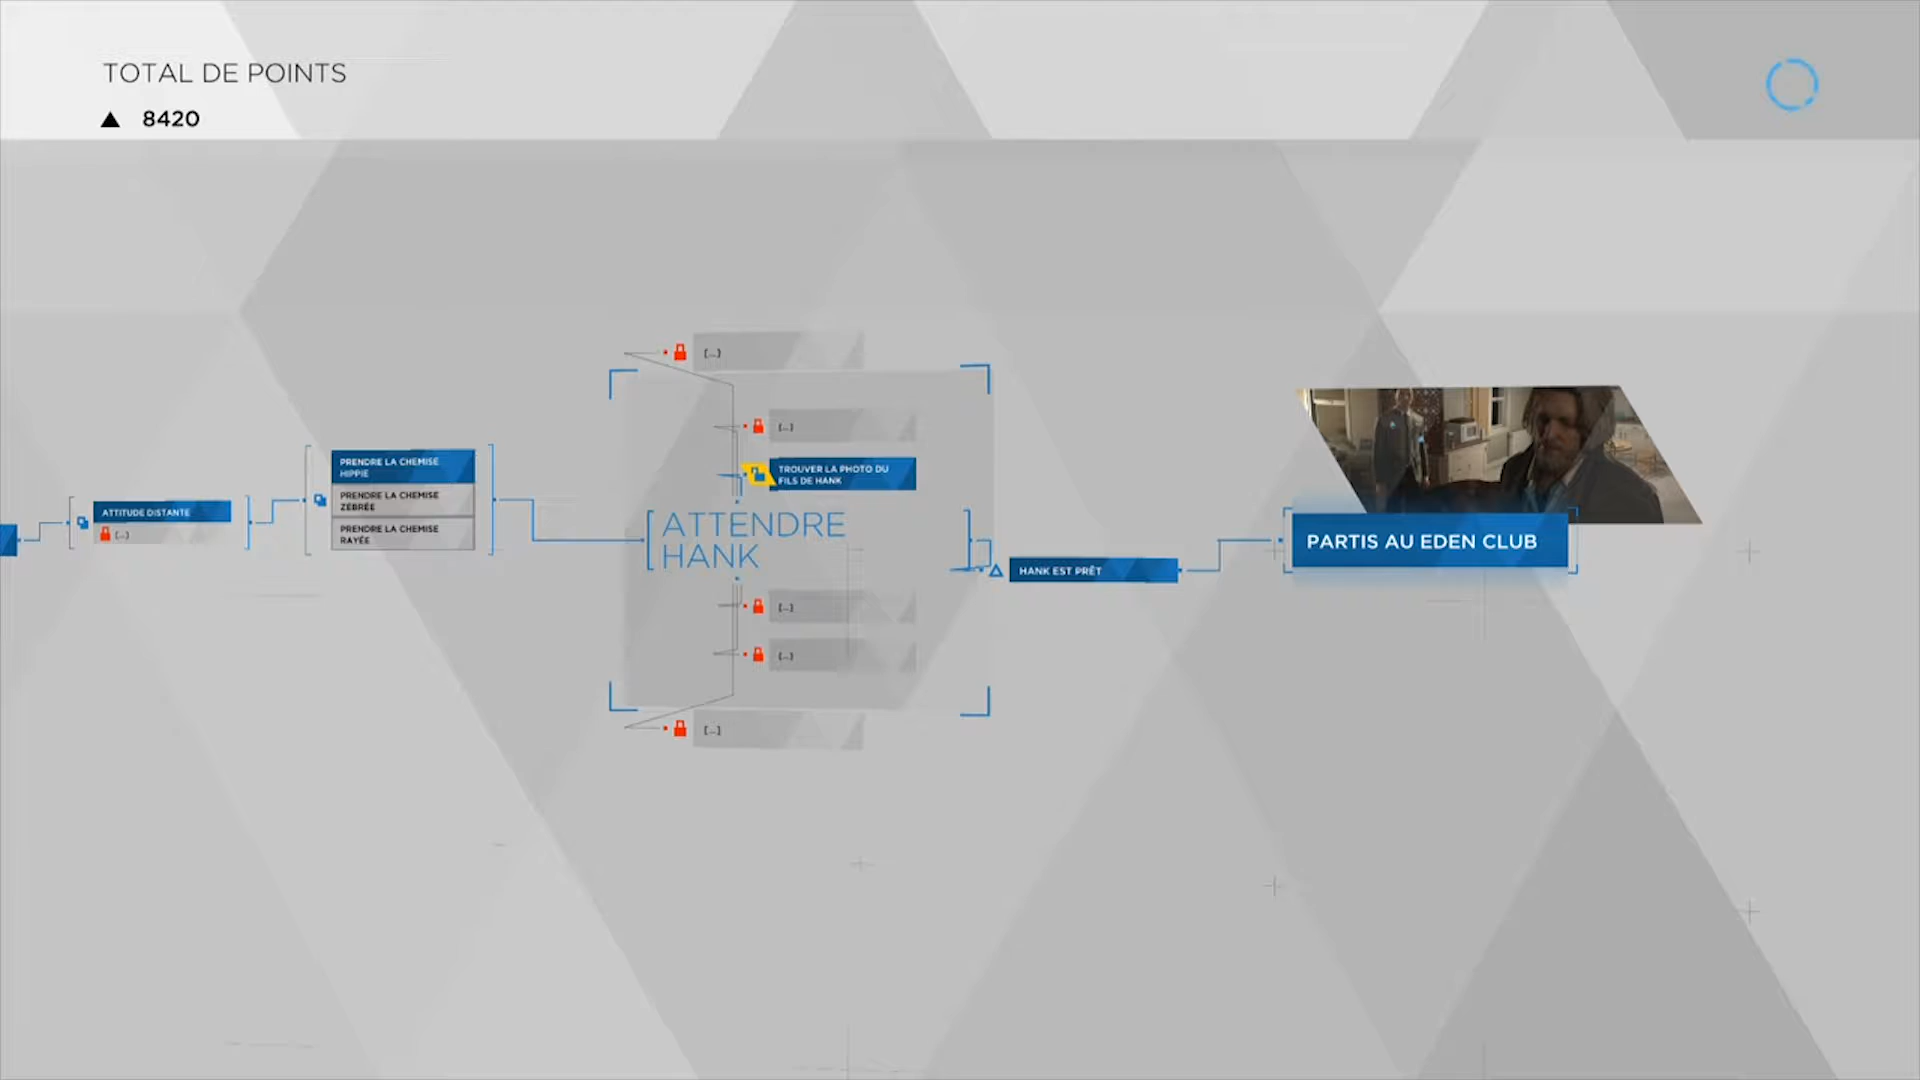 TOTAL DE POINTS
8420
ATTITUDE DISTANTE
[...]
PRENDRE LA CHEMISE
HIPPIE
PRENDRE LA CHEMISE
ZÉBRÉE
PRENDRE LA CHEMISE
RAYÉE
[...]
[...]
TROUVER LA PHOTO DU
FILS DE HANK
ATTENDRE
HANK
[...]
[...]
[...]
HANK EST PRÊT
PARTIS AU EDEN CLUB